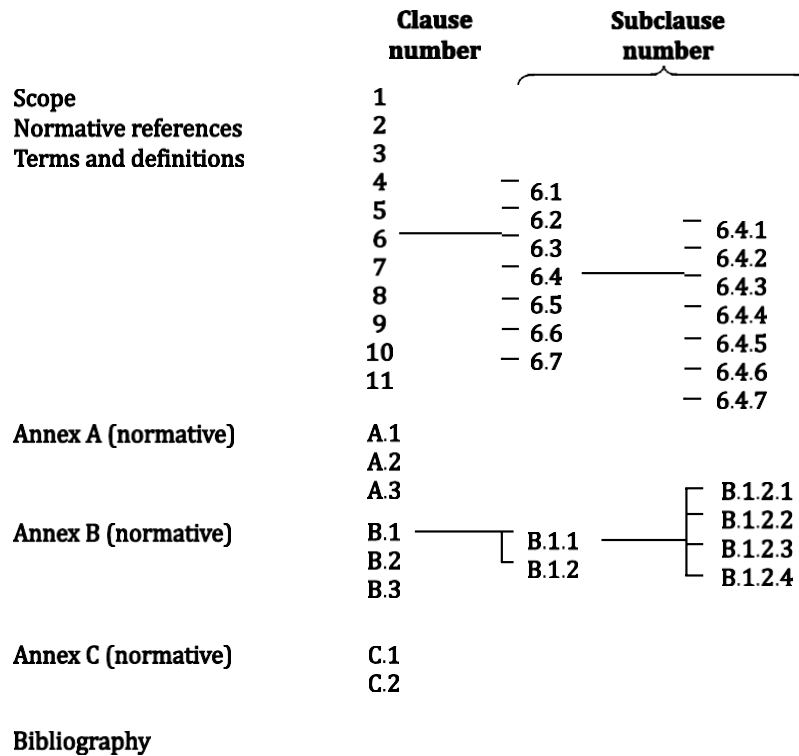 Clause number
Subclause number
Scope 1
Normative references 2
Terms and definitions 3
4
5
6
7
8
9
10
11
6.1
6.2
6.3
6.4
6.5
6.6
6.7
6.4.1
6.4.2
6.4.3
6.4.4
6.4.5
6.4.6
6.4.7
Annex A (normative) A.1
A.2
A.3
Annex B (normative) B.1
B.2
B.3
B.1.1
B.1.2
B.1.2.1
B.1.2.2
B.1.2.3
B.1.2.4
Annex C (normative) C.1
C.2
Bibliography